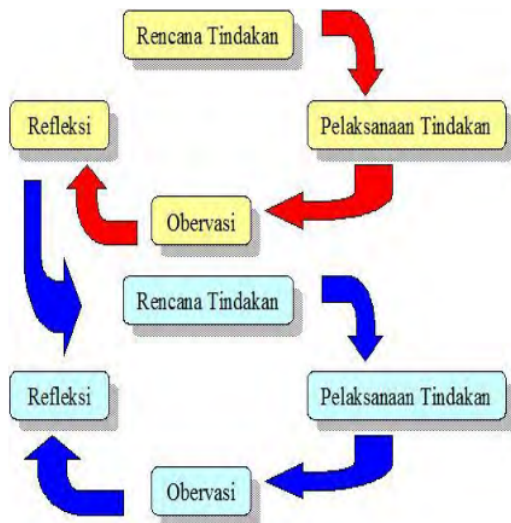 Rencana Tindakan
Refleksi
Pelaksanaan Tindakan
Obervasi
Rencana Tindakan
Refleksi
Pelaksanaan Tindakan
Obervasi